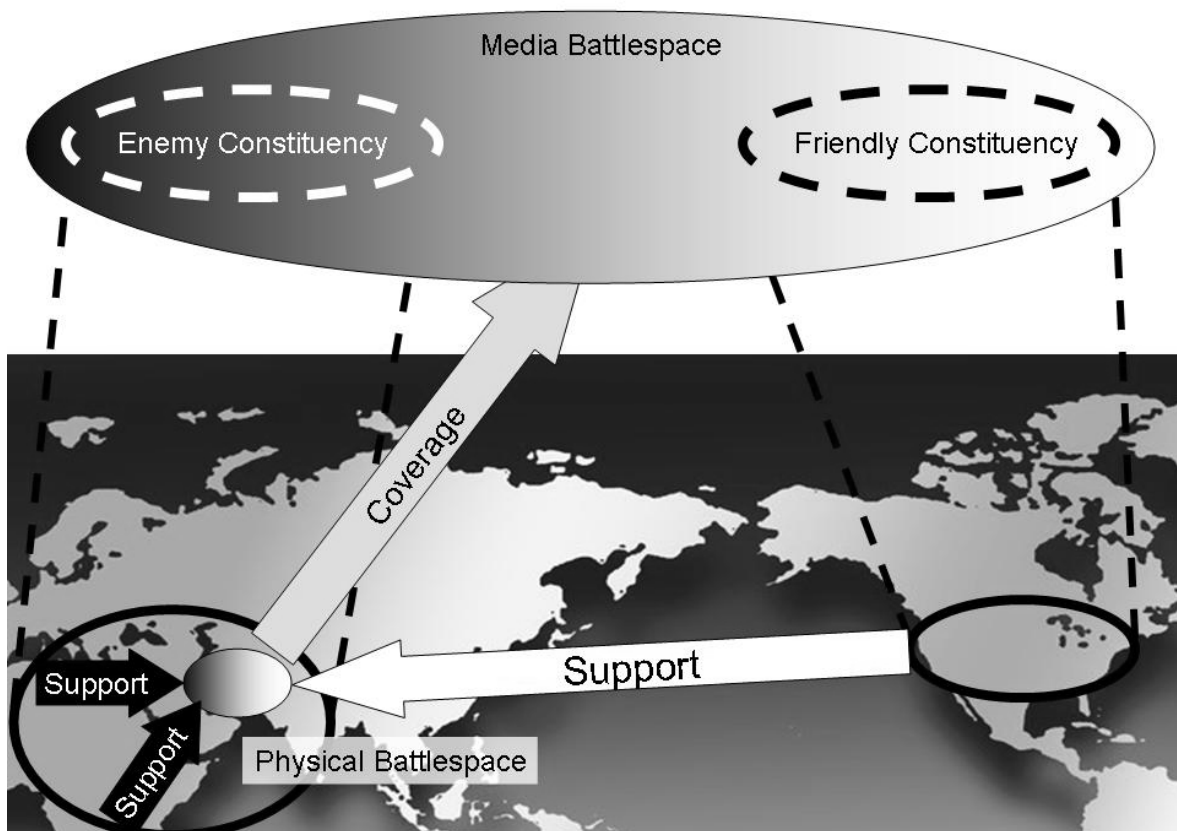 Media Battlespace
Enemy Constituency
Friendly Constituency
Coverage
Support
Support
Support
Physical Battlespace